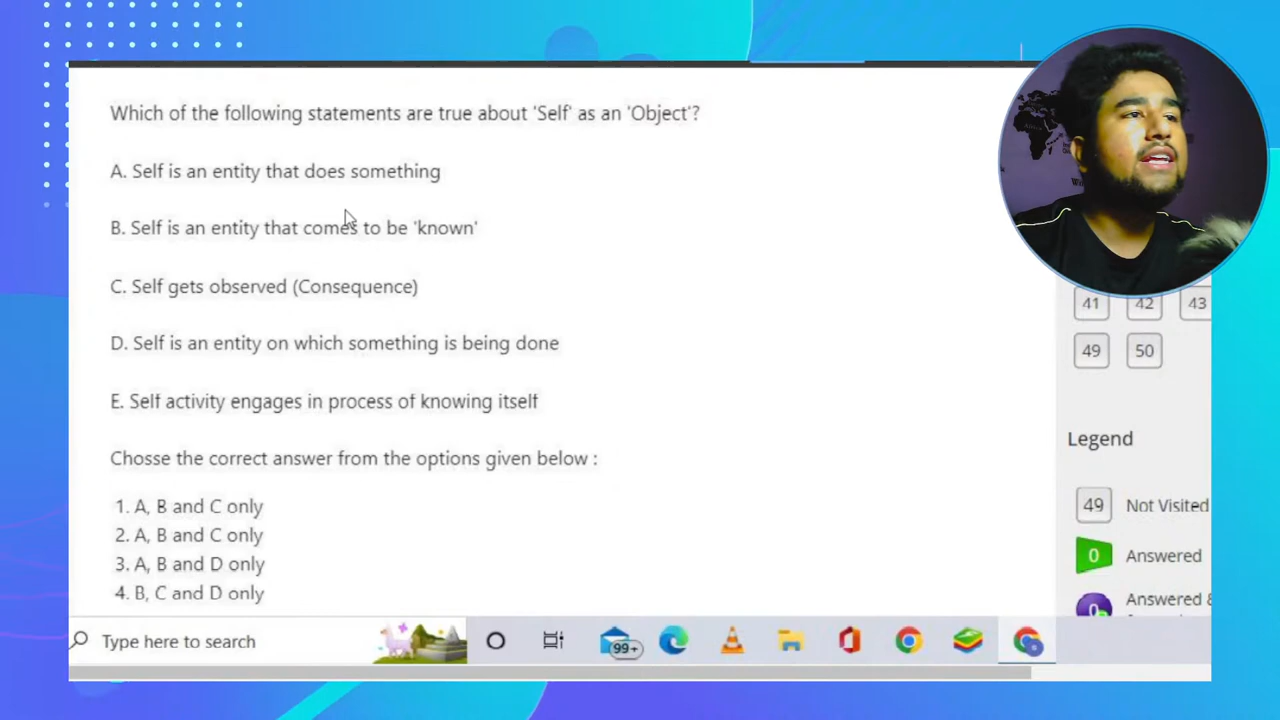 Which of the following statements are true about 'Self' as an 'Object'?
A. Self is an entity that does something
B. Self is an entity that comes to be 'known'
C. Self gets observed (Consequence)
D. Self is an entity on which something is being done
E. Self activity engages in process of knowing itself
Chosse the correct answer from the options given below :
1. A, B and C only
2. A, B and C only
3. A, B and D only
4. B, C and D only
41 42 43
49 50
Legend
49 Not Visited
0 Answered
0 Answered &
Type here to search
99+